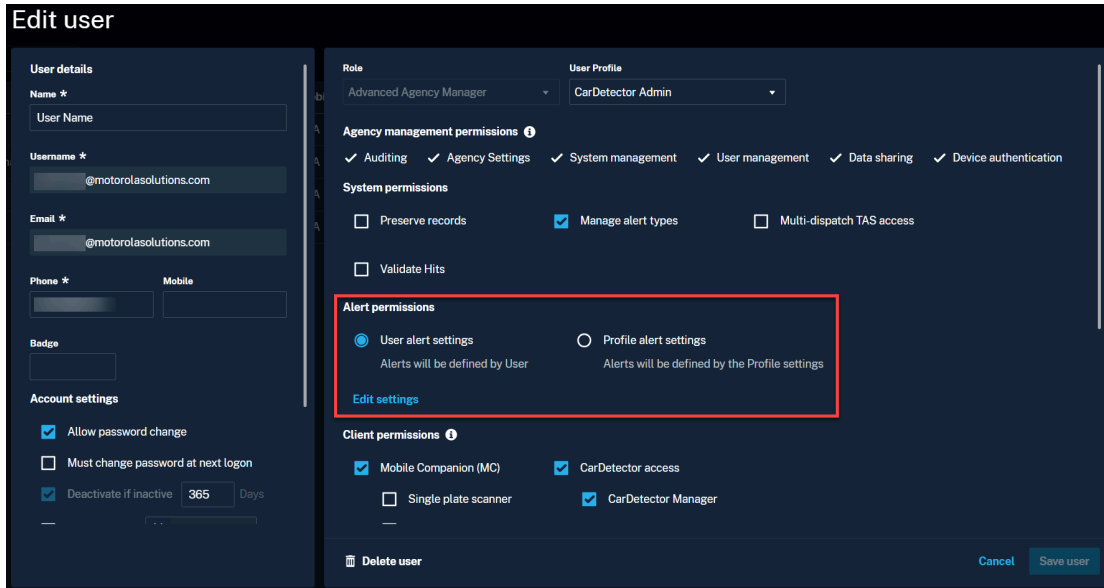 Edit user
User details
Name *
User Name
Username *
@motorolasolutions.com
Email *
@motorolasolutions.com
Phone * Mobile
Badge
Account settings
Allow password change
Must change password at next logon
Deactivate if inactive 365 Days
Role User Profile
Advanced Agency Manager CarDetector Admin
Agency management permissions
Auditing Agency Settings System management User management Data sharing Device authentication
System permissions
Preserve records Manage alert types Multi-dispatch TAS access
Validate Hits
Alert permissions
User alert settings Profile alert settings
Alerts will be defined by User Alerts will be defined by the Profile settings
Edit settings
Client permissions
Mobile Companion (MC) CarDetector access
Single plate scanner CarDetector Manager
Delete user Cancel Save user